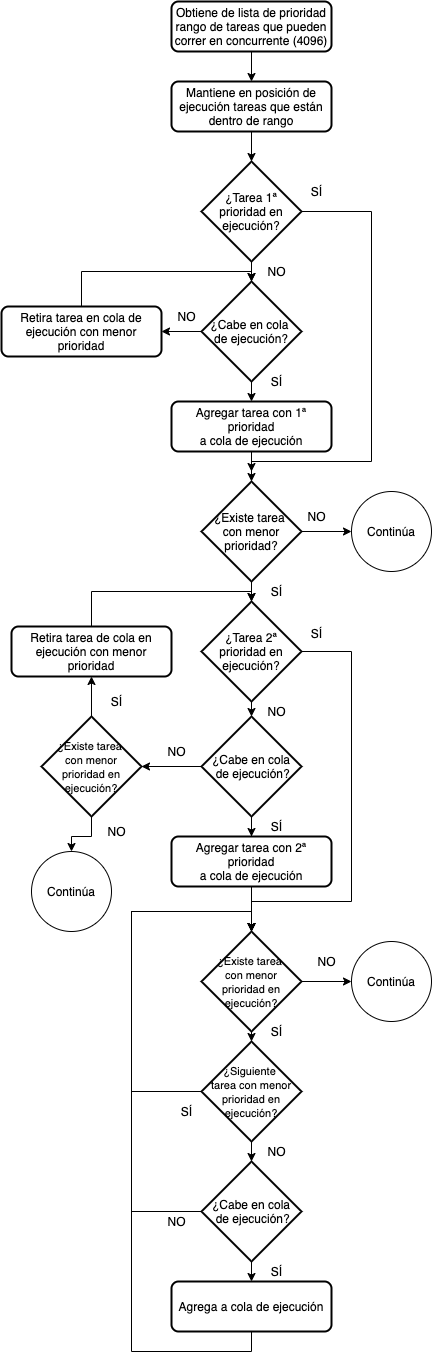 Obtiene de lista de prioridad
rango de tareas que pueden
correr en concurrente (4096)
Mantiene en posición de
ejecución tareas que están
dentro de rango
¿Tarea 1ª
prioridad en
ejecución?
SÍ
NO
¿Cabe en cola
de ejecución?
NO
Retira tarea en cola de
ejecución con menor
prioridad
SÍ
Agregar tarea con 1ª
prioridad
a cola de ejecución
¿Existe tarea
con menor
prioridad?
NO
Continúa
SÍ
¿Tarea 2ª
prioridad en
ejecución?
SÍ
Retira tarea de cola en
ejecución con menor
prioridad
SÍ
NO
¿Cabe en cola
de ejecución?
NO
¿Existe tarea
con menor
prioridad en
ejecución?
NO
Continúa
SÍ
Agregar tarea con 2ª
prioridad
a cola de ejecución
¿Existe tarea
con menor
prioridad en
ejecución?
NO
Continúa
SÍ
¿Siguiente
tarea con menor
prioridad en
ejecución?
SÍ
NO
¿Cabe en cola
de ejecución?
NO
SÍ
Agrega a cola de ejecución